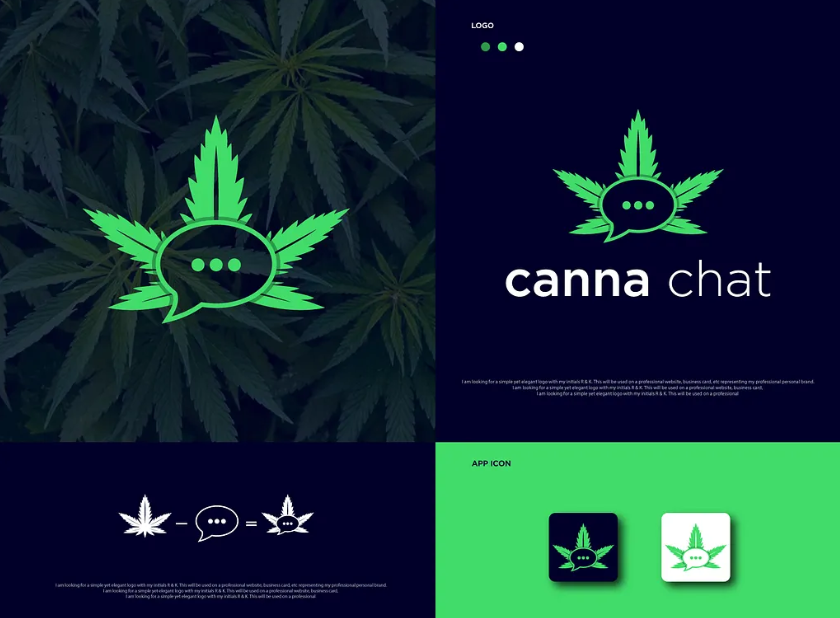 LOGO
canna chat
I am looking for a simple yet elegant logo with my initials R & K. This will be used on a professional website, business card, etc representing my professional personal brand.
I am looking for a simple yet elegant logo with my initials R & K. This will be used on a professional website, business card,
I am looking for a simple yet elegant logo with my initials R & K. This will be used on a professional
I am looking for a simple yet elegant logo with my initials R & K. This will be used on a professional website, business card, etc representing my professional personal brand.
I am looking for a simple yet elegant logo with my initials R & K. This will be used on a professional website, business card,
I am looking for a simple yet elegant logo with my initials R & K. This will be used on a professional
APP ICON